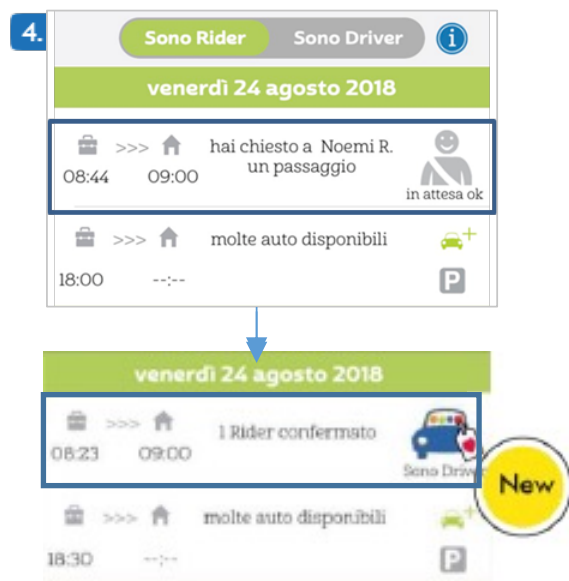 4.
Sono Rider Sono Driver i
venerdì 24 agosto 2018
>>> hai chiesto a Noemi R.
un passaggio
08:44 09:00
in attesa ok
>>> molte auto disponibili +
18:00 --:-- P
venerdì 24 agosto 2018
>>> 1 Rider confermato
08:23 09:00
Sono Driver
New
>>> molte auto disponibili +
18:30 --:-- P